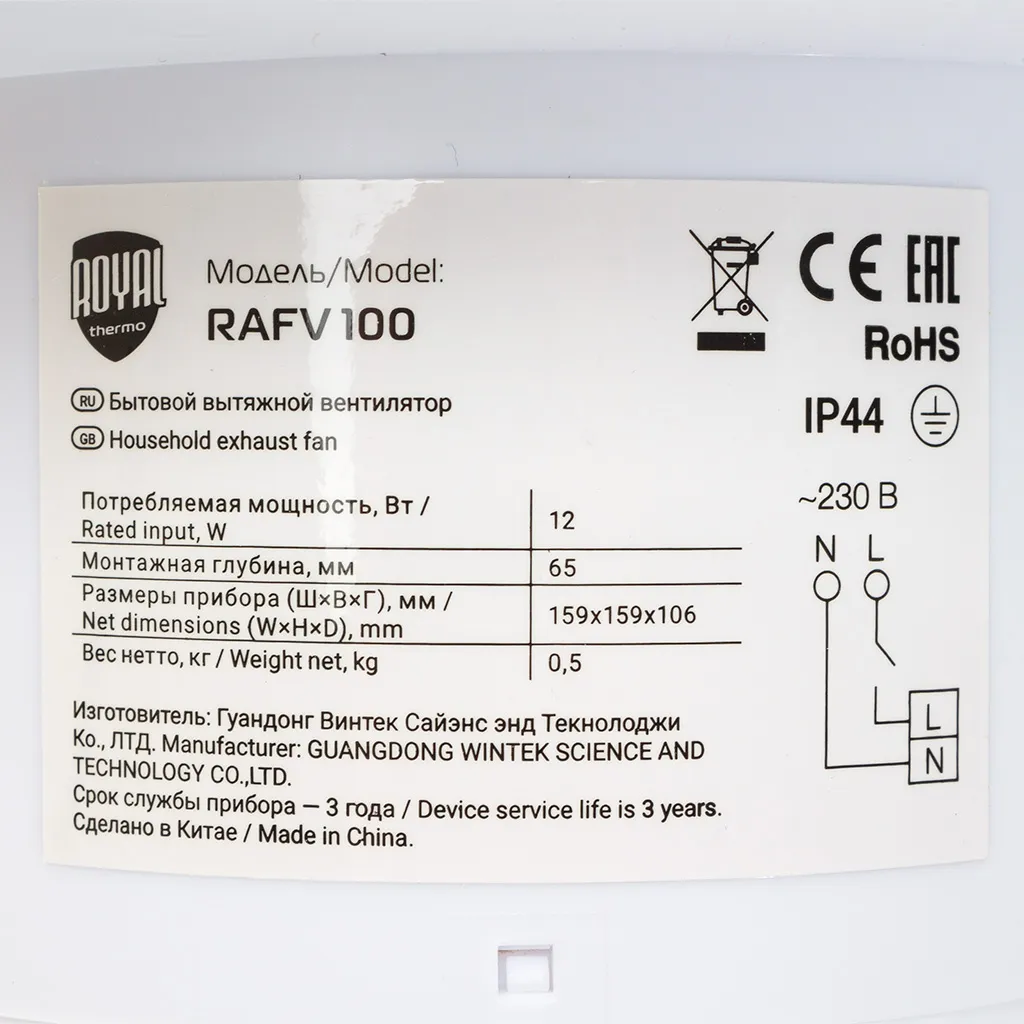 ROYAL
thermo
Модель/Model:
RAFV 100
CE EAC
RoHS
RU Бытовой вытяжной вентилятор
GB Household exhaust fan
IP44
Потребляемая мощность, Вт /
Rated input, W
12
Монтажная глубина, мм
65
Размеры прибора (Ш×В×Г), мм /
Net dimensions (W×H×D), mm
159x159x106
Вес нетто, кг / Weight net, kg
0,5
~230 В
N L
L
N
Изготовитель: Гуандонг Винтек Сайэнс энд Текнолоджи
Ко., ЛТД. Manufacturer: GUANGDONG WINTEK SCIENCE AND
TECHNOLOGY CO.,LTD.
Срок службы прибора — 3 года / Device service life is 3 years.
Сделано в Китае / Made in China.